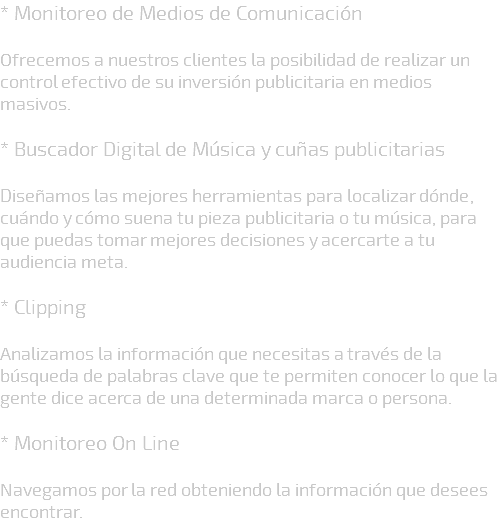 * Monitoreo de Medios de Comunicación
Ofrecemos a nuestros clientes la posibilidad de realizar un
control efectivo de su inversión publicitaria en medios
masivos.
* Buscador Digital de Música y cuñas publicitarias
Diseñamos las mejores herramientas para localizar dónde,
cuándo y cómo suena tu pieza publicitaria o tu música, para
que puedas tomar mejores decisiones y acercarte a tu
audiencia meta.
* Clipping
Analizamos la información que necesitas a través de la
búsqueda de palabras clave que te permiten conocer lo que la
gente dice acerca de una determinada marca o persona.
* Monitoreo On Line
Navegamos por la red obteniendo la información que desees
encontrar.